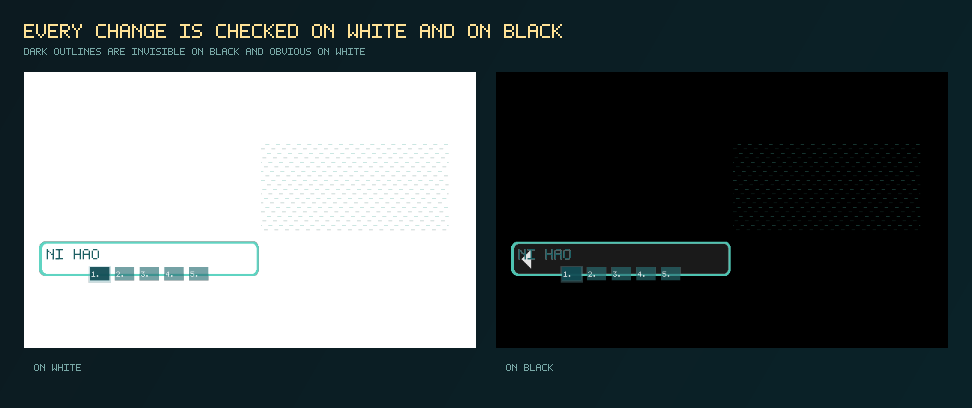 EVERY CHANGE IS CHECKED ON WHITE AND ON BLACK
DARK OUTLINES ARE INVISIBLE ON BLACK AND OBVIOUS ON WHITE
NI HAO
1. 2. 3. 4. 5.
NI HAO
1. 2. 3. 4. 5.
ON WHITE
ON BLACK